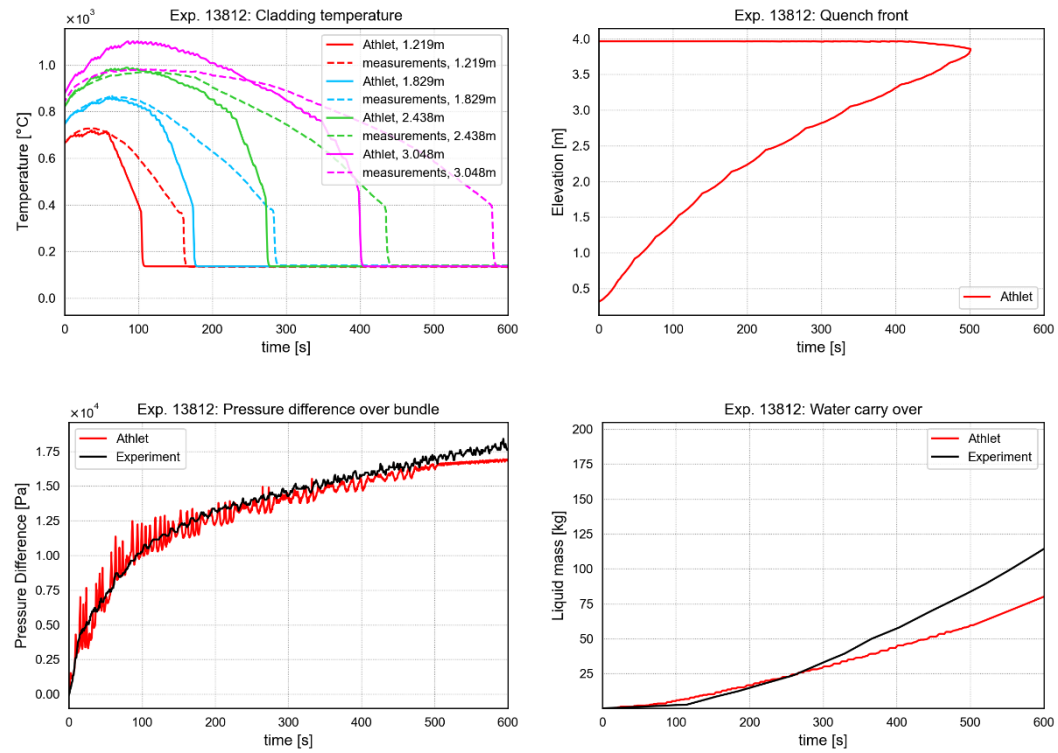 Exp. 13812: Cladding temperature
×10³
Temperature [°C]
1.0
0.8
0.6
0.4
0.2
0.0
0
100
200
300
400
500
600
time [s]
Athlet, 1.219m
measurements, 1.219m
Athlet, 1.829m
measurements, 1.829m
Athlet, 2.438m
measurements, 2.438m
Athlet, 3.048m
measurements, 3.048m
Exp. 13812: Quench front
Elevation [m]
4.0
3.5
3.0
2.5
2.0
1.5
1.0
0.5
0
100
200
300
400
500
600
time [s]
Athlet
Exp. 13812: Pressure difference over bundle
×10⁴
Pressure Difference [Pa]
1.75
1.50
1.25
1.00
0.75
0.50
0.25
0.00
0
100
200
300
400
500
600
time [s]
Athlet
Experiment
Exp. 13812: Water carry over
Liquid mass [kg]
200
175
150
125
100
75
50
25
0
100
200
300
400
500
600
time [s]
Athlet
Experiment